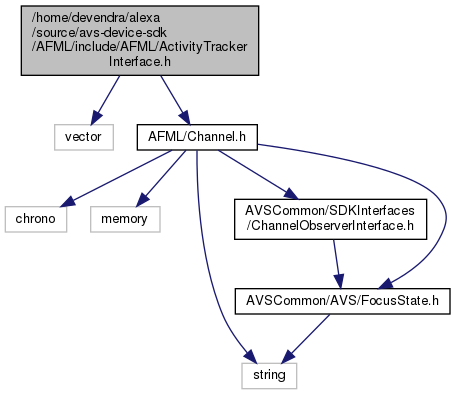 /home/devendra/alexa
/source/avs-device-sdk
/AFML/include/AFML/ActivityTracker
Interface.h
vector
AFML/Channel.h
chrono
memory
AVSCommon/SDKInterfaces
/ChannelObserverInterface.h
AVSCommon/AVS/FocusState.h
string